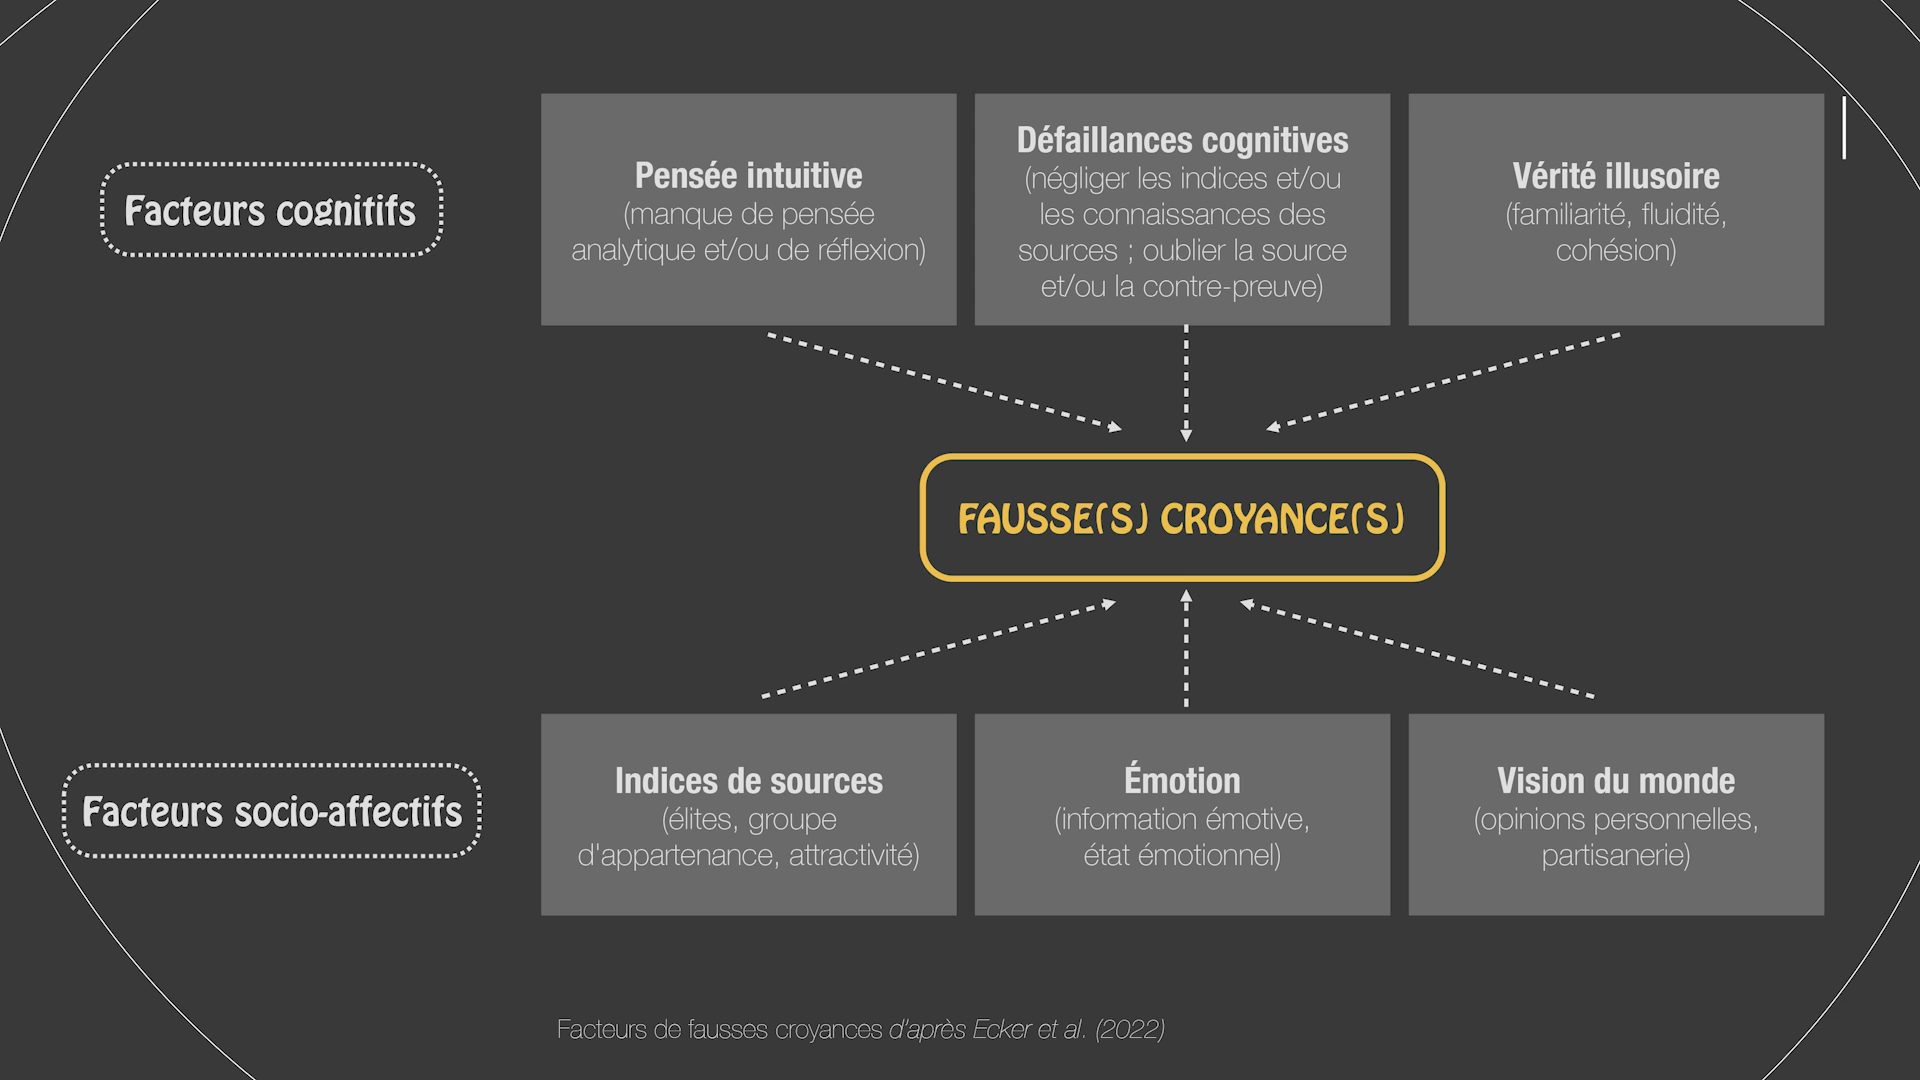 Facteurs cognitifs
Pensée intuitive
(manque de pensée
analytique et/ou de réflexion)
Défaillances cognitives
(négliger les indices et/ou
les connaissances des
sources ; oublier la source
et/ou la contre-preuve)
Vérité illusoire
(familiarité, fluidité,
cohésion)
FAUSSE(S) CROYANCE(S)
Facteurs socio-affectifs
Indices de sources
(élites, groupe
d'appartenance, attractivité)
Émotion
(information émotive,
état émotionnel)
Vision du monde
(opinions personnelles,
partisanerie)
Facteurs de fausses croyances d'après Ecker et al. (2022)